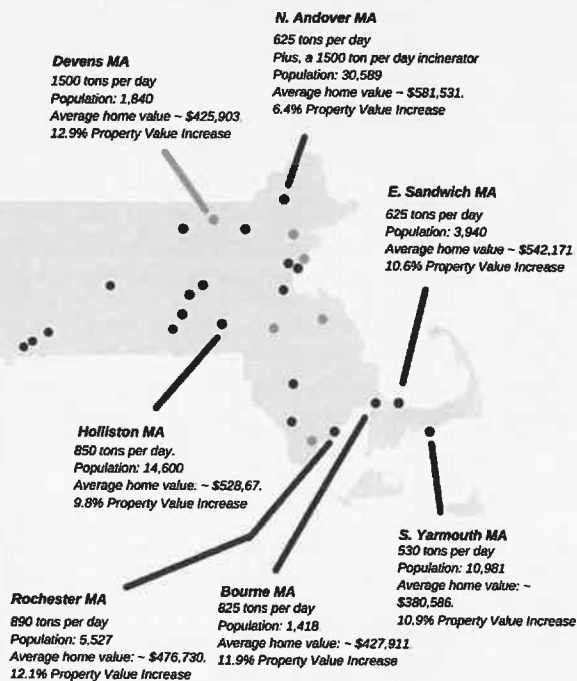 N. Andover MA
625 tons per day
Plus, a 1500 ton per day incinerator
Population: 30,589
Average home value ~ $581,531.
6.4% Property Value Increase
Devens MA
1500 tons per day
Population: 1,840
Average home value ~ $425,903.
12.9% Property Value Increase
E. Sandwich MA
625 tons per day
Population: 3,940
Average home value ~ $542,171
10.6% Property Value Increase
Holliston MA
850 tons per day.
Population: 14,600
Average home value: ~ $528,67.
9.8% Property Value Increase
S. Yarmouth MA
530 tons per day
Population: 10,981
Average home value: ~
$380,586.
10.9% Property Value Increase
Rochester MA
890 tons per day
Population: 5,527
Average home value: ~ $476,730.
12.1% Property Value Increase
Bourne MA
825 tons per day
Population: 1,418
Average home value: ~ $427,911
11.9% Property Value Increase